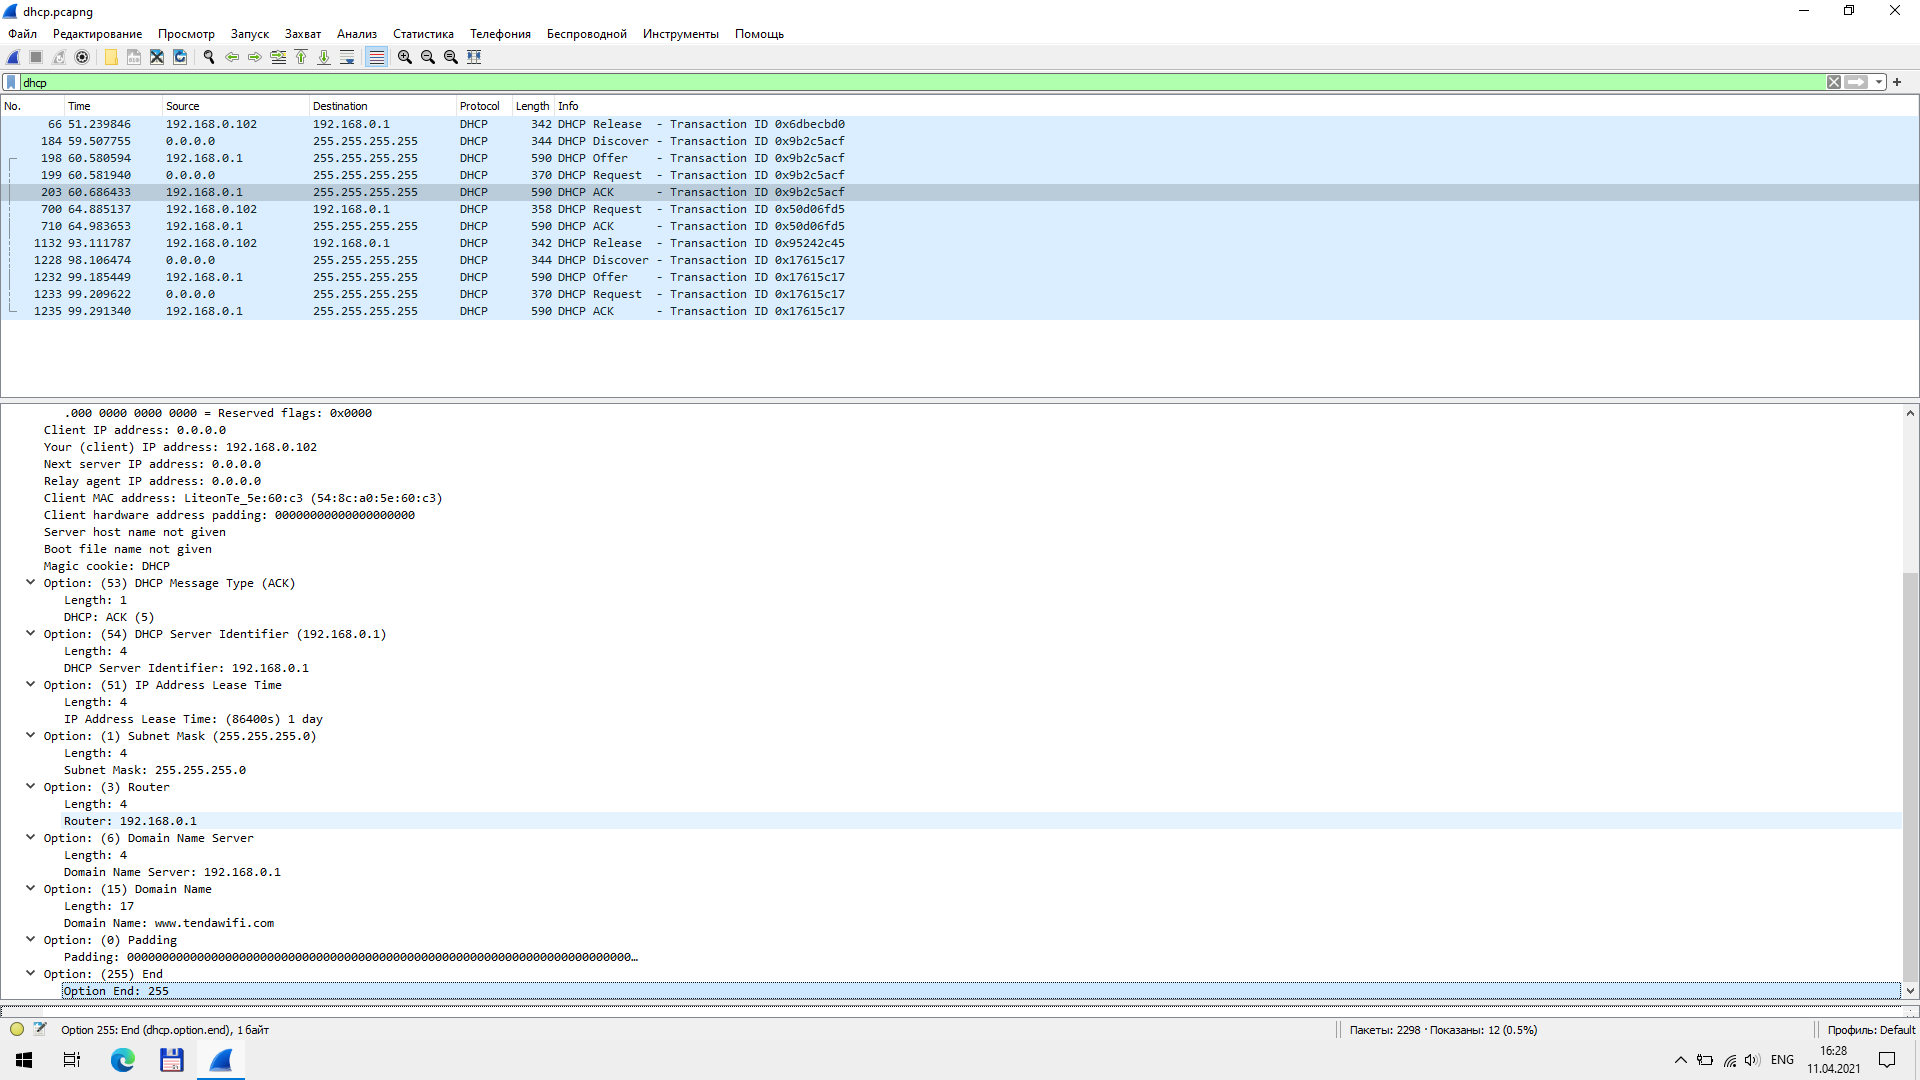 dhcp.pcapng
Файл Редактирование Просмотр Запуск Захват Анализ Статистика Телефония Беспроводной Инструменты Помощь
dhcp
No. Time Source Destination Protocol Length Info
66 51.239846 192.168.0.102 192.168.0.1 DHCP 342 DHCP Release - Transaction ID 0x6dbecbd0
184 59.507755 0.0.0.0 255.255.255.255 DHCP 344 DHCP Discover - Transaction ID 0x9b2c5acf
198 60.580594 192.168.0.1 255.255.255.255 DHCP 590 DHCP Offer - Transaction ID 0x9b2c5acf
199 60.581940 0.0.0.0 255.255.255.255 DHCP 370 DHCP Request - Transaction ID 0x9b2c5acf
203 60.686433 192.168.0.1 255.255.255.255 DHCP 590 DHCP ACK - Transaction ID 0x9b2c5acf
700 64.885137 192.168.0.102 192.168.0.1 DHCP 358 DHCP Request - Transaction ID 0x50d06fd5
710 64.983653 192.168.0.1 255.255.255.255 DHCP 590 DHCP ACK - Transaction ID 0x50d06fd5
1132 93.111787 192.168.0.102 192.168.0.1 DHCP 342 DHCP Release - Transaction ID 0x95242c45
1228 98.106474 0.0.0.0 255.255.255.255 DHCP 344 DHCP Discover - Transaction ID 0x17615c17
1232 99.185449 192.168.0.1 255.255.255.255 DHCP 590 DHCP Offer - Transaction ID 0x17615c17
1233 99.209622 0.0.0.0 255.255.255.255 DHCP 370 DHCP Request - Transaction ID 0x17615c17
1235 99.291340 192.168.0.1 255.255.255.255 DHCP 590 DHCP ACK - Transaction ID 0x17615c17
.000 0000 0000 0000 = Reserved flags: 0x0000
Client IP address: 0.0.0.0
Your (client) IP address: 192.168.0.102
Next server IP address: 0.0.0.0
Relay agent IP address: 0.0.0.0
Client MAC address: LiteonTe_5e:60:c3 (54:8c:a0:5e:60:c3)
Client hardware address padding: 00000000000000000000
Server host name not given
Boot file name not given
Magic cookie: DHCP
Option: (53) DHCP Message Type (ACK)
Length: 1
DHCP: ACK (5)
Option: (54) DHCP Server Identifier (192.168.0.1)
Length: 4
DHCP Server Identifier: 192.168.0.1
Option: (51) IP Address Lease Time
Length: 4
IP Address Lease Time: (86400s) 1 day
Option: (1) Subnet Mask (255.255.255.0)
Length: 4
Subnet Mask: 255.255.255.0
Option: (3) Router
Length: 4
Router: 192.168.0.1
Option: (6) Domain Name Server
Length: 4
Domain Name Server: 192.168.0.1
Option: (15) Domain Name
Length: 17
Domain Name: www.tendawifi.com
Option: (0) Padding
Padding: 000000000000000000000000000000000000000000000000000000000000000000000000…
Option: (255) End
Option End: 255
Option 255: End (dhcp.option.end), 1 байт Пакеты: 2298 · Показаны: 12 (0.5%) Профиль: Default
ENG 16:28
11.04.2021